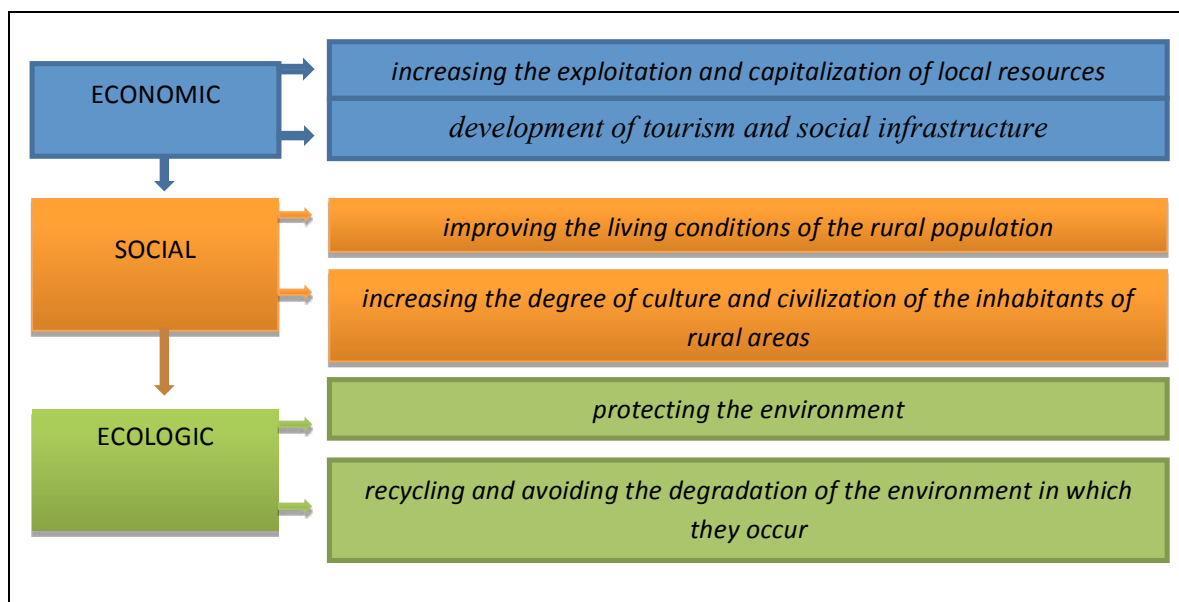 ECONOMIC
increasing the exploitation and capitalization of local resources
development of tourism and social infrastructure
SOCIAL
improving the living conditions of the rural population
increasing the degree of culture and civilization of the inhabitants of
rural areas
ECOLOGIC
protecting the environment
recycling and avoiding the degradation of the environment in which
they occur